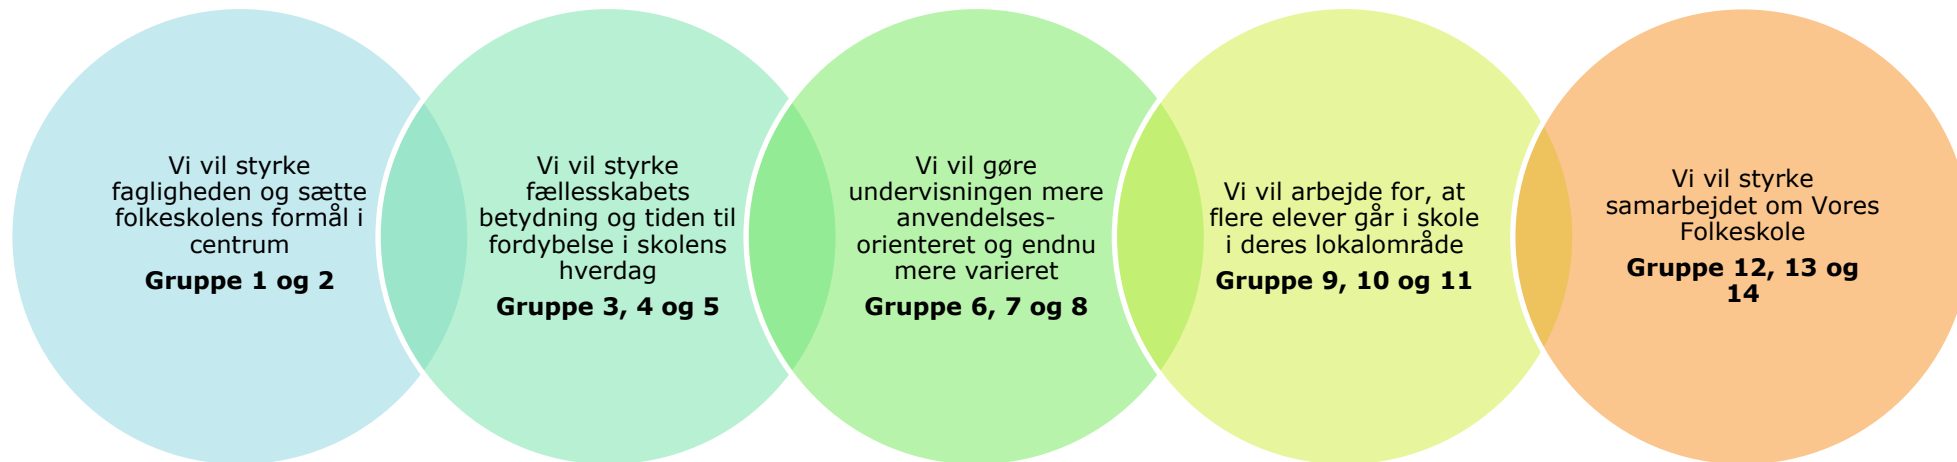 Vi vil styrke
fagligheden og sætte
folkeskolens formål i
centrum
Gruppe 1 og 2
Vi vil styrke
fællesskabets
betydning og tiden til
fordybelse i skolens
hverdag
Gruppe 3, 4 og 5
Vi vil gøre
undervisningen mere
anvendelses-
orienteret og endnu
mere varieret
Gruppe 6, 7 og 8
Vi vil arbejde for, at
flere elever går i skole
i deres lokalområde
Gruppe 9, 10 og 11
Vi vil styrke
samarbejdet om Vores
Folkeskole
Gruppe 12, 13 og
14